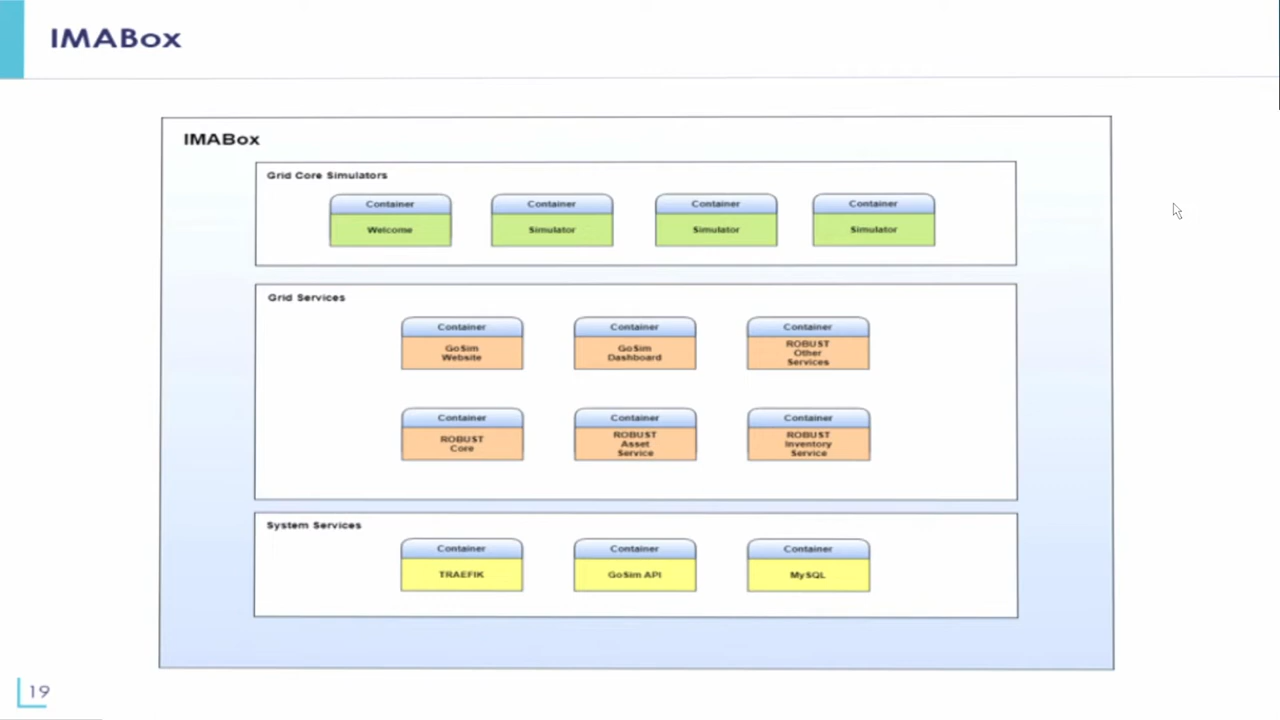 IMABox
IMABox
Grid Core Simulators
Container
Welcome
Container
Simulator
Container
Simulator
Container
Simulator
Grid Services
Container
GoSim
Website
Container
GoSim
Dashboard
Container
ROBUST
Other
Services
Container
ROBUST
Core
Container
ROBUST
Asset
Service
Container
ROBUST
Inventory
Service
System Services
Container
TRAEFIK
Container
GoSim API
Container
MySQL
19